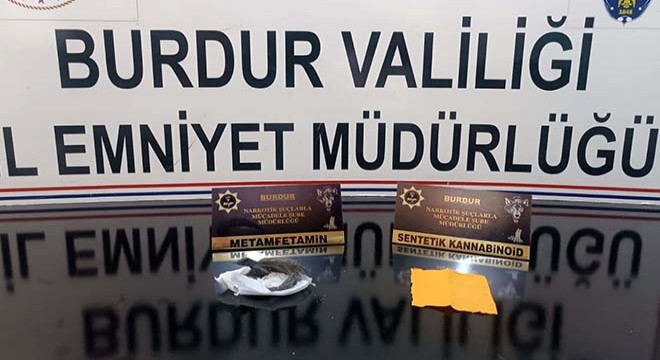 BURDUR VALİLİĞİ
İL EMNİYET MÜDÜRLÜĞÜ
BURDUR
NARKOTİK SUÇLARLA
MÜCADELE ŞUBE
MÜDÜRLÜĞÜ
METAMFETAMİN
BURDUR
NARKOTİK SUÇLARLA
MÜCADELE ŞUBE
MÜDÜRLÜĞÜ
SENTETİK KANNABİNOİD
1845